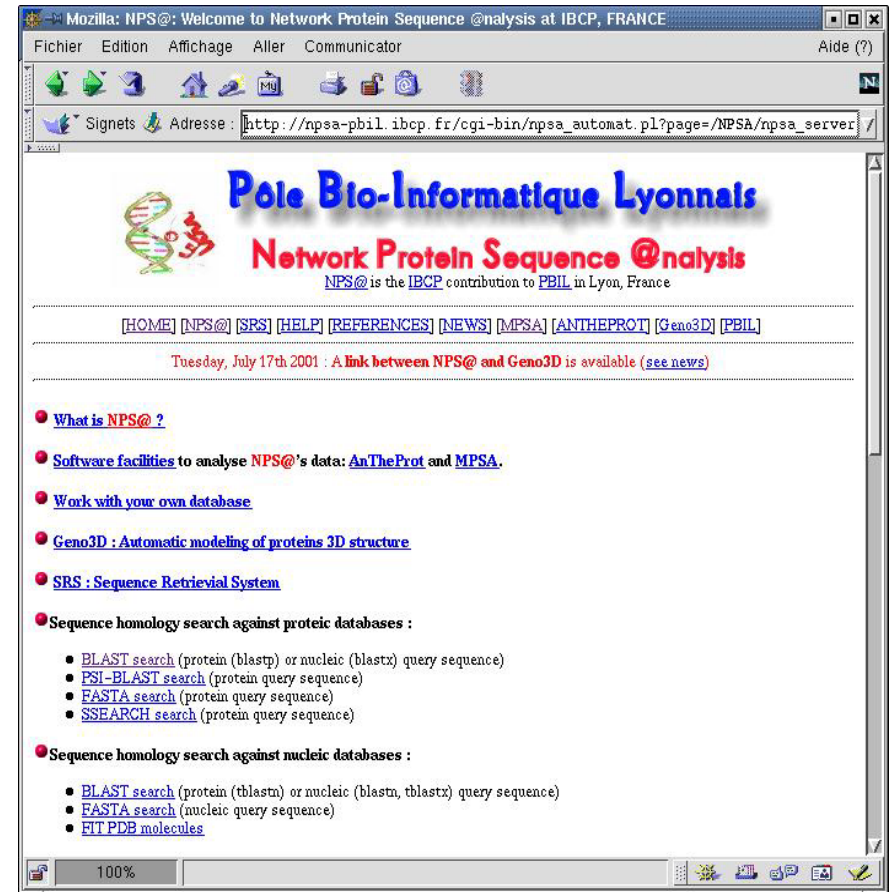 Mozilla: NPS@: Welcome to Network Protein Sequence @nalysis at IBCP, FRANCE
Fichier Edition Affichage Aller Communicator Aide (?)
My N
Signets Adresse : http://npsa-pbil.ibcp.fr/cgi-bin/npsa_automat.pl?page=/NPSA/npsa_server
Pôle Bio-Informatique Lyonnais
Network Protein Sequence @nalysis
NPS@ is the IBCP contribution to PBIL in Lyon, France
[HOME] [NPS@] [SRS] [HELP] [REFERENCES] [NEWS] [MPSA] [ANTHEPROT] [Geno3D] [PBIL]
Tuesday, July 17th 2001 : A link between NPS@ and Geno3D is available (see news)
What is NPS@ ?
Software facilities to analyse NPS@'s data: AnTheProt and MPSA.
Work with your own database
Geno3D : Automatic modeling of proteins 3D structure
SRS : Sequence Retrievial System
Sequence homology search against proteic databases :
BLAST search (protein (blastp) or nucleic (blastx) query sequence)
PSI-BLAST search (protein query sequence)
FASTA search (protein query sequence)
SSEARCH search (protein query sequence)
Sequence homology search against nucleic databases :
BLAST search (protein (tblastn) or nucleic (blastn, tblastx) query sequence)
FASTA search (nucleic query sequence)
FIT PDB molecules
100%